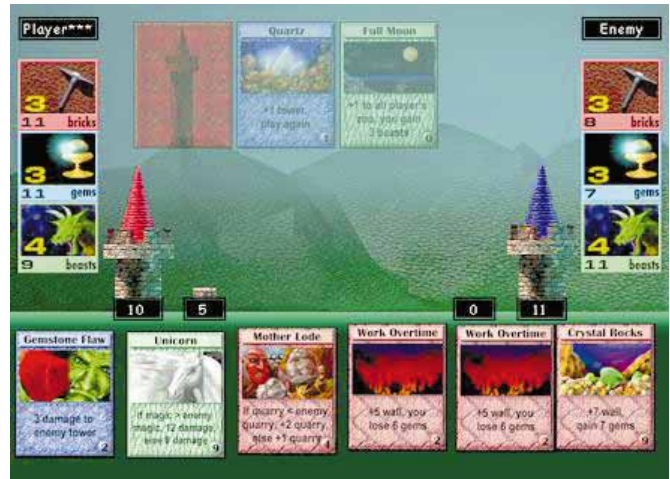 Player***
Enemy
Quartz
+1 tower,
play again
1
Full Moon
+1 to all player's
zoo, you gain
3 beasts
0
3
11 bricks
3
11 gems
4
9 beasts
3
8 bricks
3
7 gems
4
11 beasts
10
5
0
11
Gemstone Flaw
3 damage to
enemy tower
2
Unicorn
If magic > enemy
magic, 12 damage,
else 8 damage
9
Mother Lode
If quarry < enemy
quarry, +2 quarry,
else +1 quarry
4
Work Overtime
+5 wall, you
lose 6 gems
2
Work Overtime
+5 wall, you
lose 6 gems
2
Crystal Rocks
+7 wall,
gain 7 gems
9